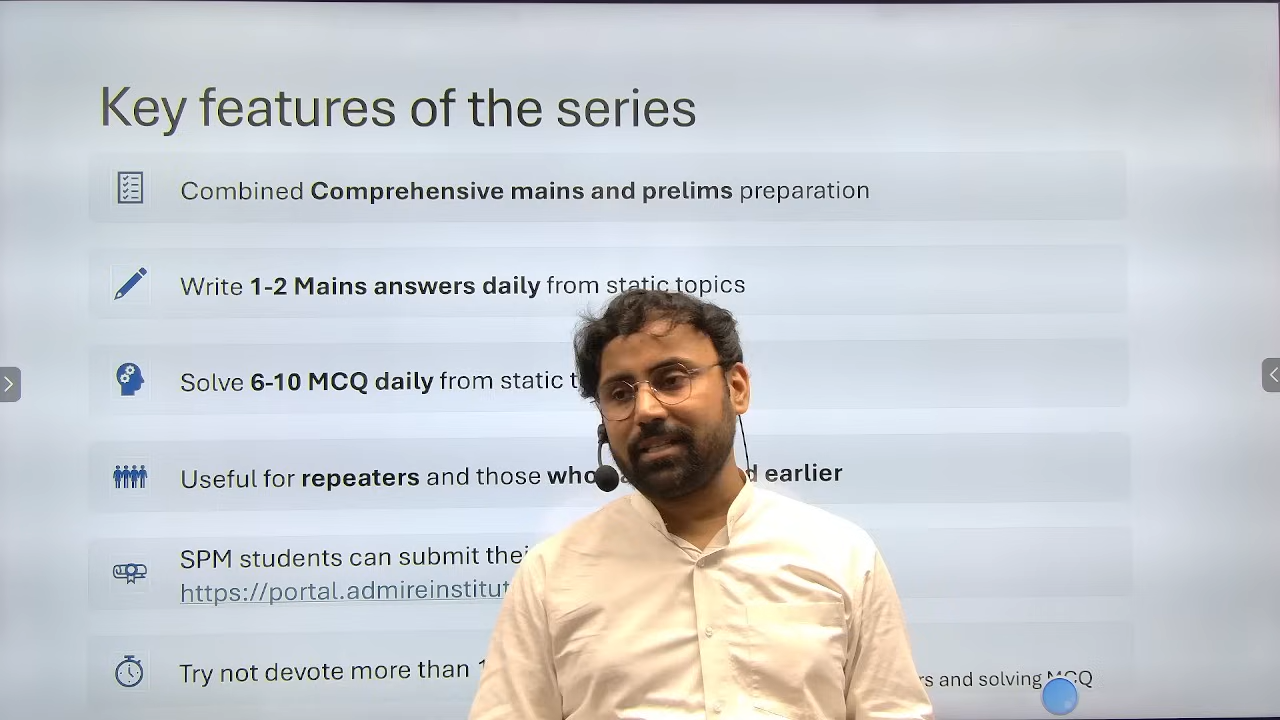 Key features of the series
Combined Comprehensive mains and prelims preparation
Write 1-2 Mains answers daily from static topics
Solve 6-10 MCQ daily from static
Useful for repeaters and those who earlier
SPM students can submit
https://portal.admireinstitut
Try not devote more than
and solving MCQ